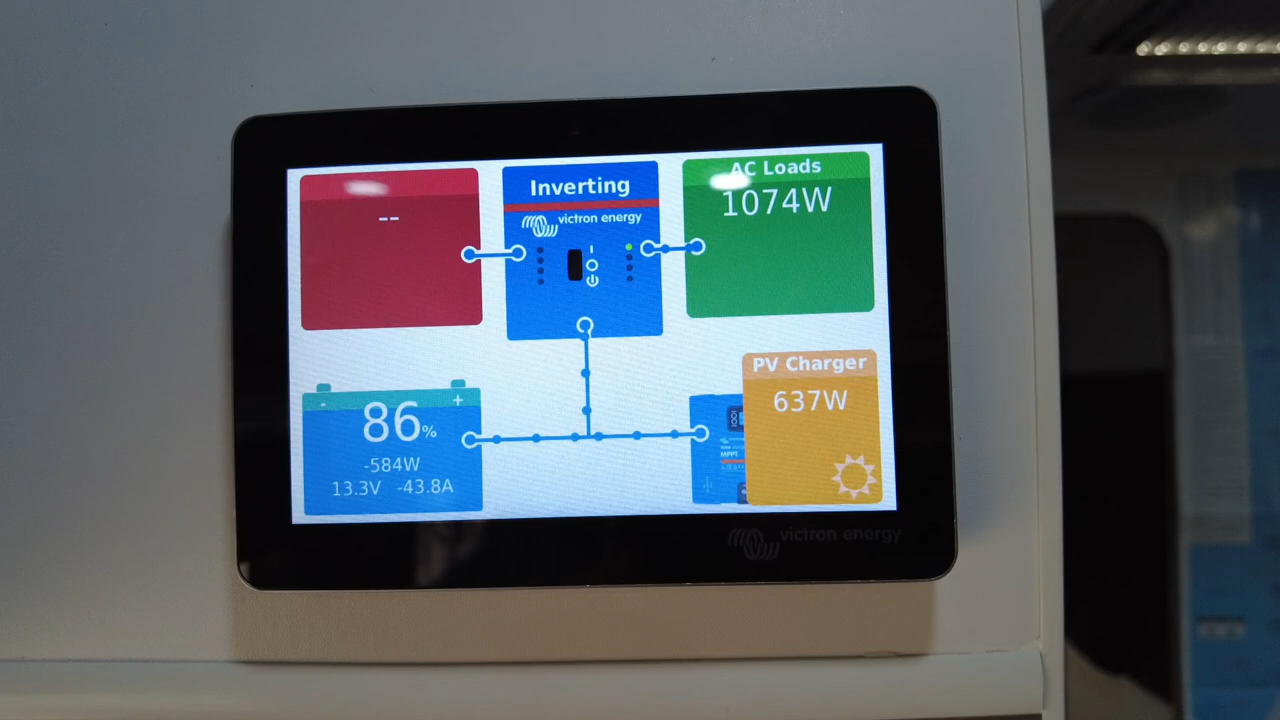 --
Inverting
victron energy
AC Loads
1074W
86%
-584W
13.3V -43.8A
PV Charger
637W
MPPT
victron energy